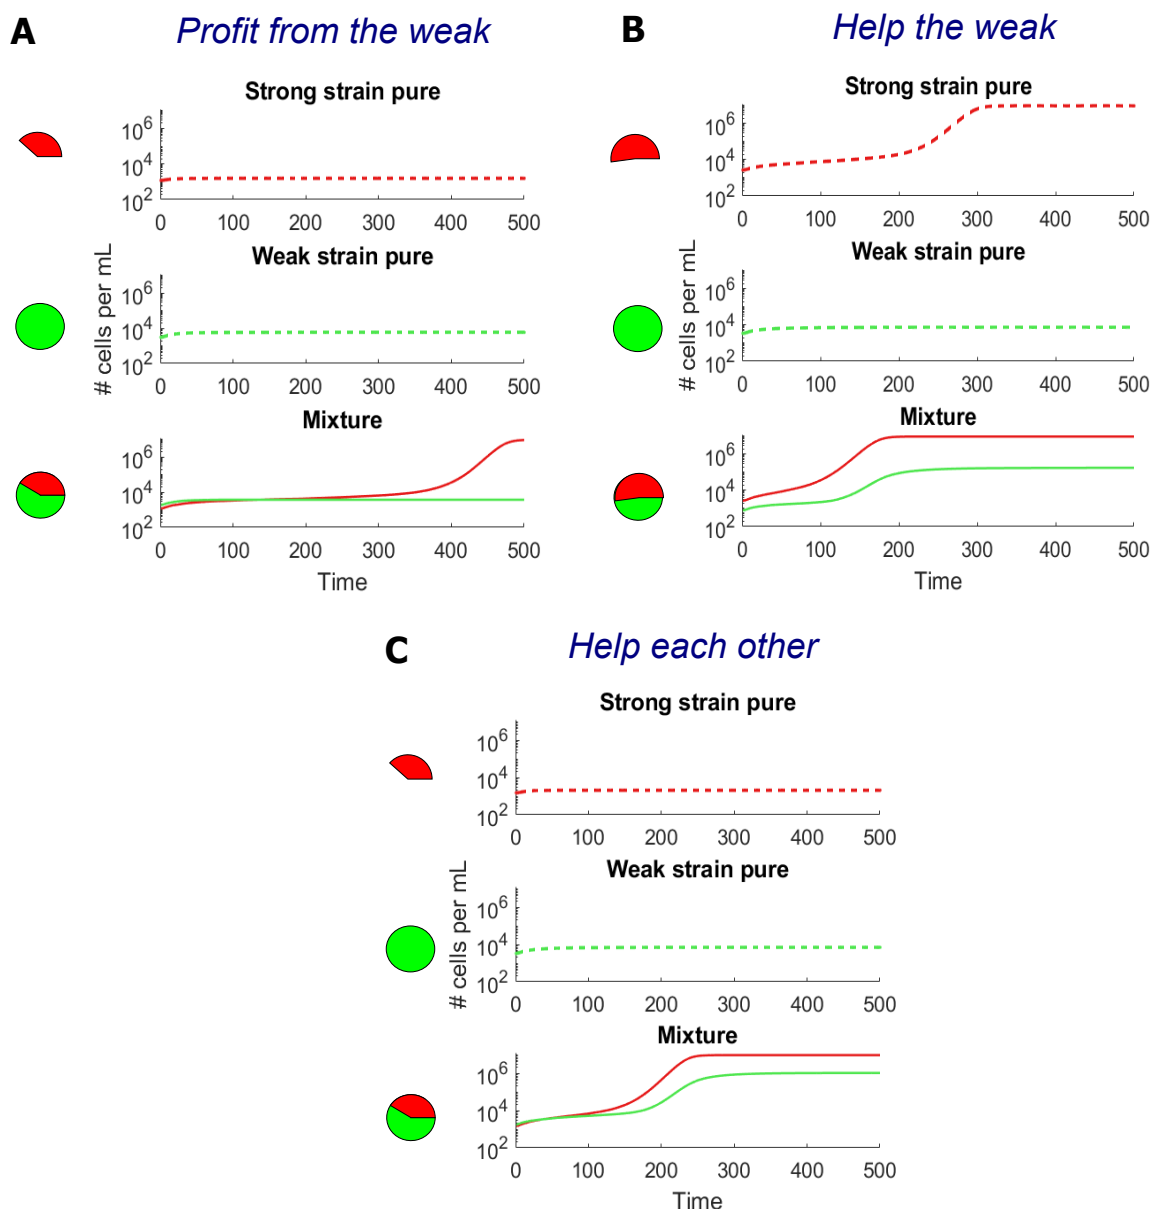 A
Profit from the weak
Strong strain pure
10^6
10^4
10^2
0 100 200 300 400 500
Weak strain pure
10^6
10^4
10^2
0 100 200 300 400 500
# cells per mL
Mixture
10^6
10^4
10^2
0 100 200 300 400 500
Time
B
Help the weak
Strong strain pure
10^6
10^4
10^2
0 100 200 300 400 500
Weak strain pure
10^6
10^4
10^2
0 100 200 300 400 500
# cells per mL
Mixture
10^6
10^4
10^2
0 100 200 300 400 500
Time
C
Help each other
Strong strain pure
10^6
10^4
10^2
0 100 200 300 400 500
Weak strain pure
10^6
10^4
10^2
0 100 200 300 400 500
# cells per mL
Mixture
10^6
10^4
10^2
0 100 200 300 400 500
Time